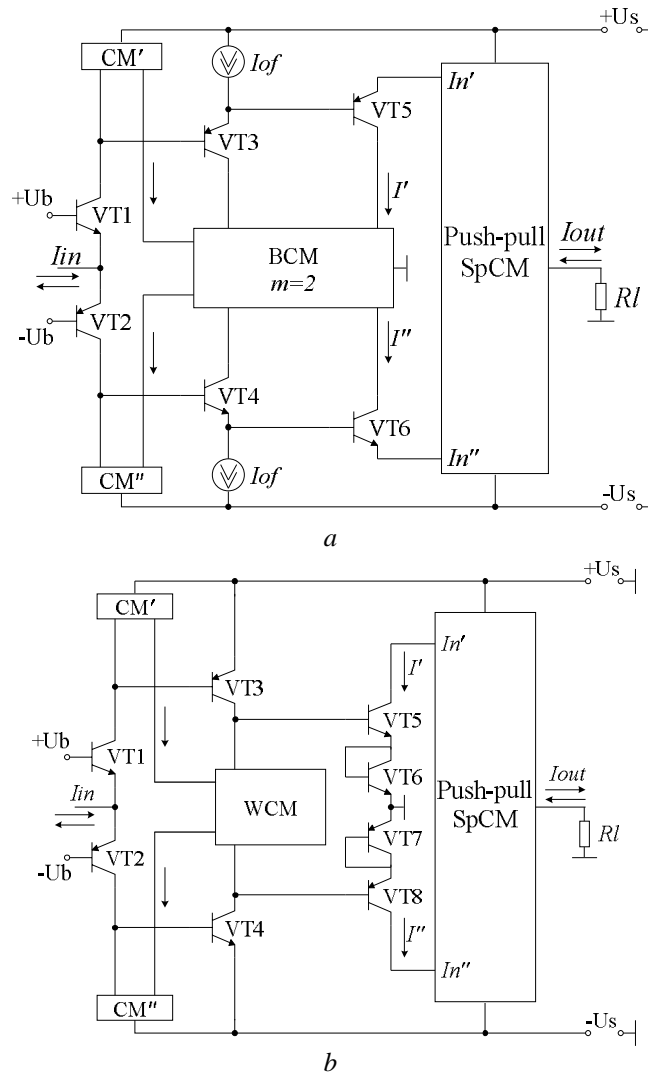 +Us
CM′
Iof
In′
VT5
VT3
+Ub
VT1
I′
Iin
BCM
m=2
Push-pull
SpCM
Iout
Rl
VT2
-Ub
I″
VT4
VT6
In″
CM″
Iof
-Us
a
+Us
CM′
In′
VT3
I′
VT5
+Ub
VT1
VT6
Iin
WCM
Push-pull
SpCM
Iout
Rl
VT2
-Ub
VT7
VT8
VT4
I″
In″
CM″
-Us
b